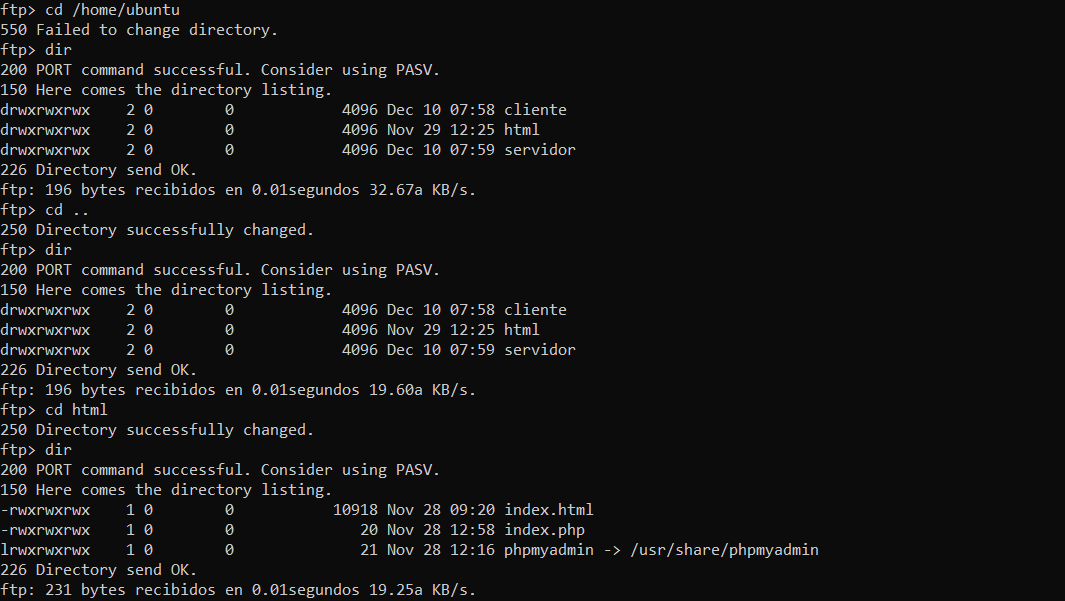 ftp> cd /home/ubuntu
550 Failed to change directory.
ftp> dir
200 PORT command successful. Consider using PASV.
150 Here comes the directory listing.
drwxrwxrwx    2 0        0            4096 Dec 10 07:58 cliente
drwxrwxrwx    2 0        0            4096 Nov 29 12:25 html
drwxrwxrwx    2 0        0            4096 Dec 10 07:59 servidor
226 Directory send OK.
ftp: 196 bytes recibidos en 0.01segundos 32.67a KB/s.
ftp> cd ..
250 Directory successfully changed.
ftp> dir
200 PORT command successful. Consider using PASV.
150 Here comes the directory listing.
drwxrwxrwx    2 0        0            4096 Dec 10 07:58 cliente
drwxrwxrwx    2 0        0            4096 Nov 29 12:25 html
drwxrwxrwx    2 0        0            4096 Dec 10 07:59 servidor
226 Directory send OK.
ftp: 196 bytes recibidos en 0.01segundos 19.60a KB/s.
ftp> cd html
250 Directory successfully changed.
ftp> dir
200 PORT command successful. Consider using PASV.
150 Here comes the directory listing.
-rwxrwxrwx    1 0        0           10918 Nov 28 09:20 index.html
-rwxrwxrwx    1 0        0              20 Nov 28 12:58 index.php
lrwxrwxrwx    1 0        0              21 Nov 28 12:16 phpmyadmin -> /usr/share/phpmyadmin
226 Directory send OK.
ftp: 231 bytes recibidos en 0.01segundos 19.25a KB/s.